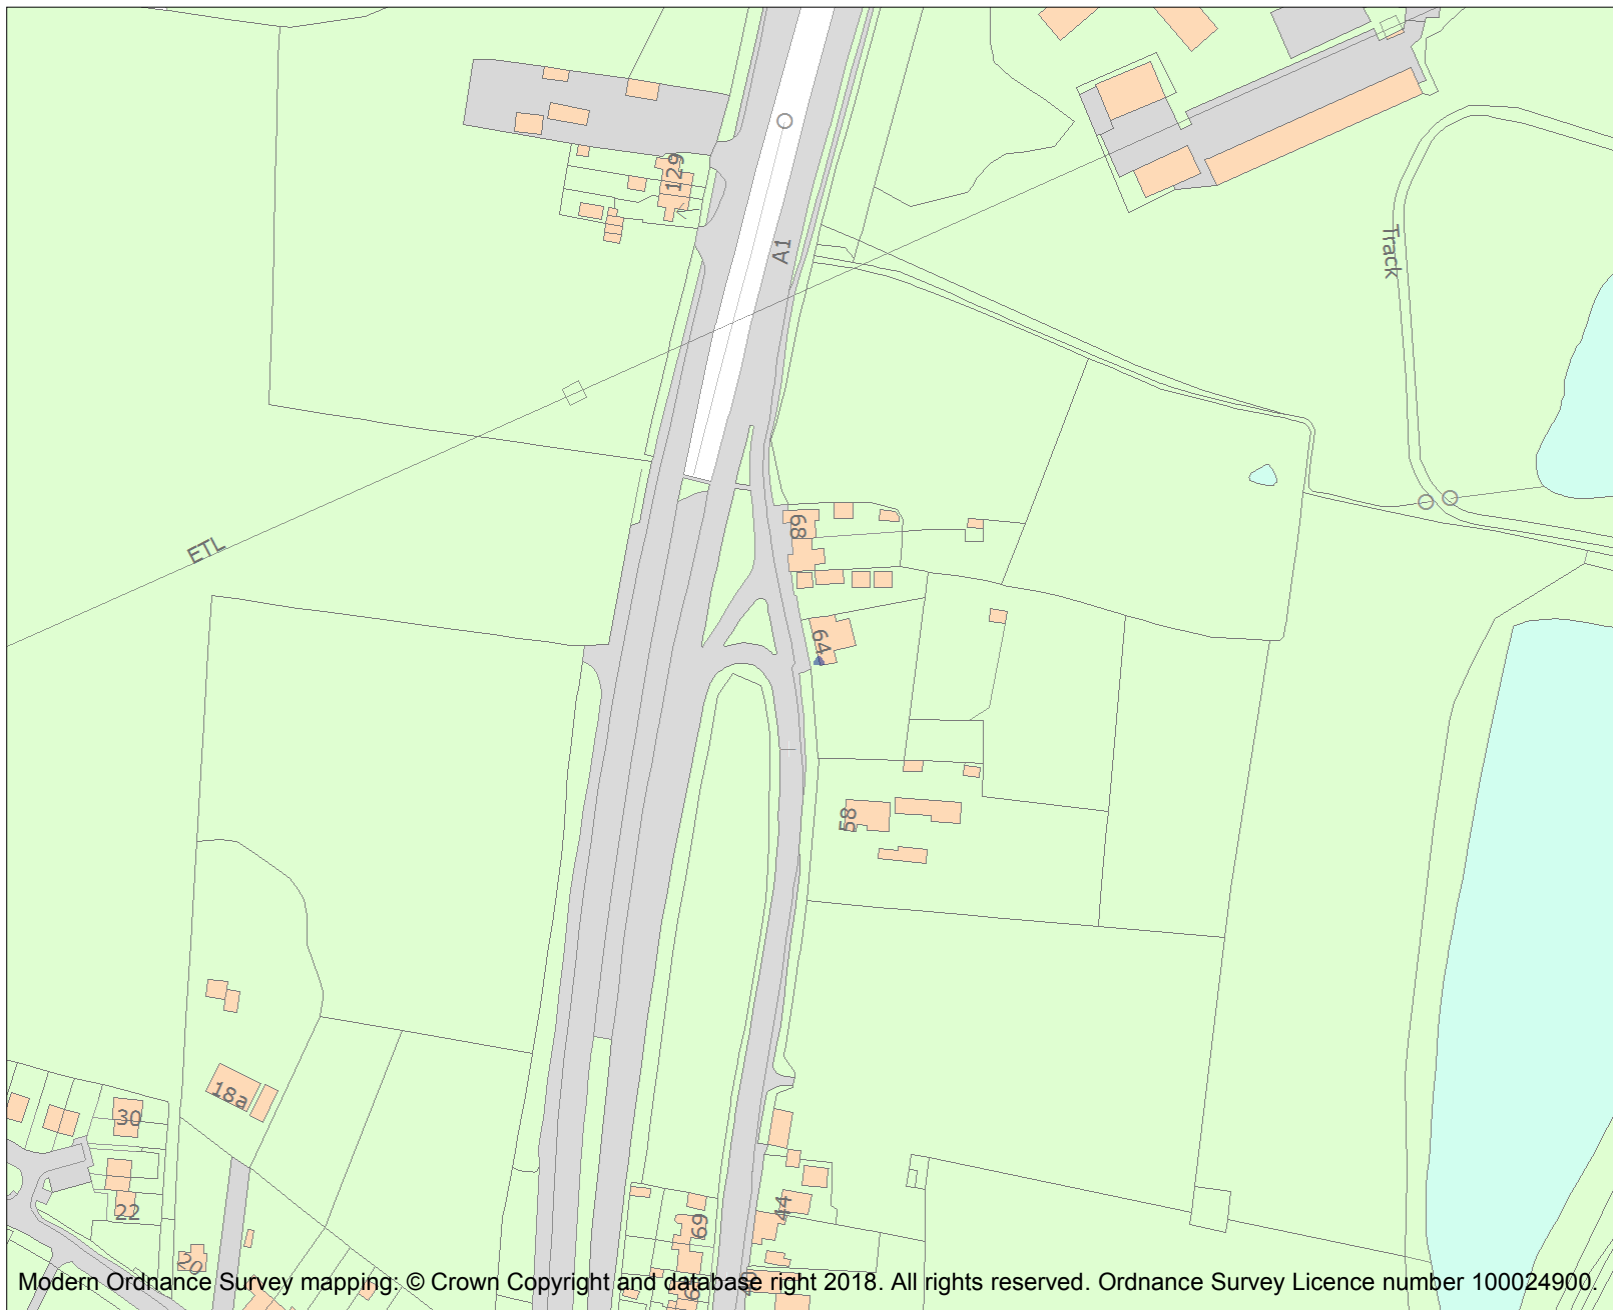 129
A1
Track
ETL
68
64
58
18a
30
22
20
44
69
Modern Ordnance Survey mapping: © Crown Copyright and database right 2018. All rights reserved. Ordnance Survey Licence number 100024900.